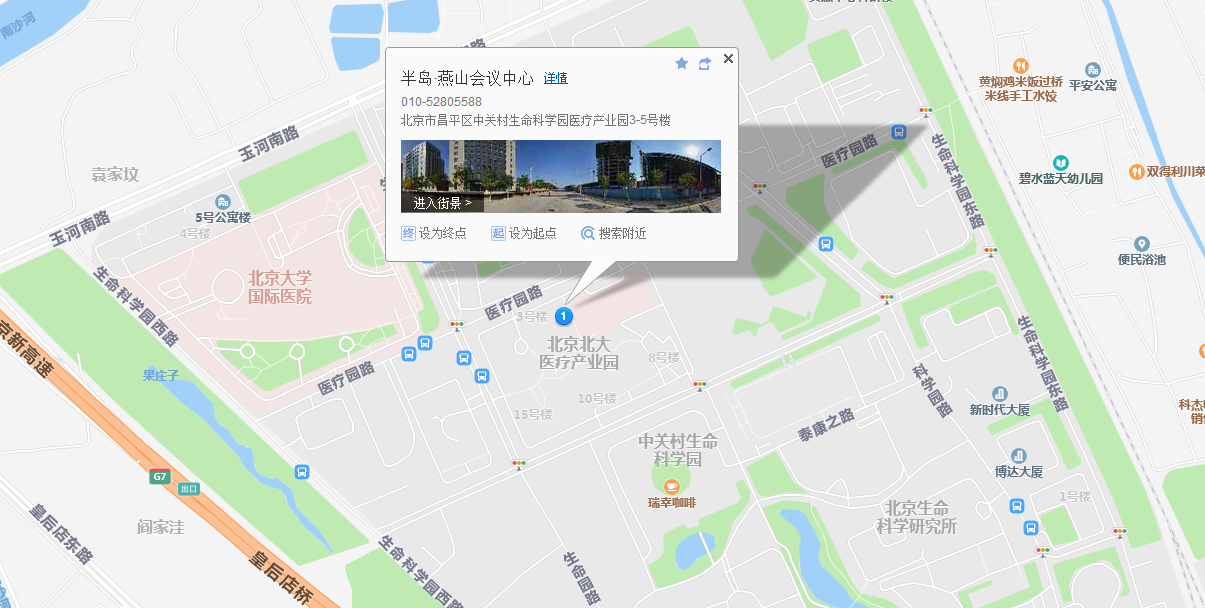 南沙河
半岛·燕山会议中心 详情
010-52805588
北京市昌平区中关村生命科学园医疗产业园3-5号楼
进入街景 >
终 设为终点
起 设为起点
搜索附近
黄焖鸡米饭过桥
米线手工水饺
平安公寓
玉河南路
医疗园路
生命科学园东路
碧水蓝天幼儿园
双得利川菜
袁家坟
5号公寓楼
4号楼
玉河南路
便民浴池
生命科学园西路
北京大学
国际医院
医疗园路
3号楼
1
北京北大
医疗产业园
8号楼
生命科学园东路
京新高速
果庄子
医疗园路
10号楼
15号楼
科学园路
新时代大厦
科杰
销
泰康之路
中关村生命
科学园
瑞幸咖啡
博达大厦
G7
出口
1号楼
北京生命
科学研究所
皇后店东路
阎家洼
皇后店桥
生命科学园西路
生命园路